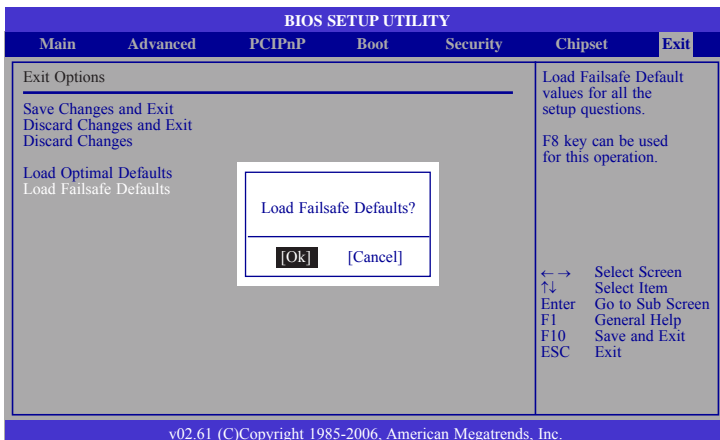 BIOS SETUP UTILITY
Main Advanced PCIPnP Boot Security Chipset Exit
Exit Options
Save Changes and Exit
Discard Changes and Exit
Discard Changes
Load Optimal Defaults
Load Failsafe Defaults
Load Failsafe Defaults?
[Ok] [Cancel]
Load Failsafe Default
values for all the
setup questions.
F8 key can be used
for this operation.
←→ Select Screen
↑↓ Select Item
Enter Go to Sub Screen
F1 General Help
F10 Save and Exit
ESC Exit
v02.61 (C)Copyright 1985-2006, American Megatrends, Inc.